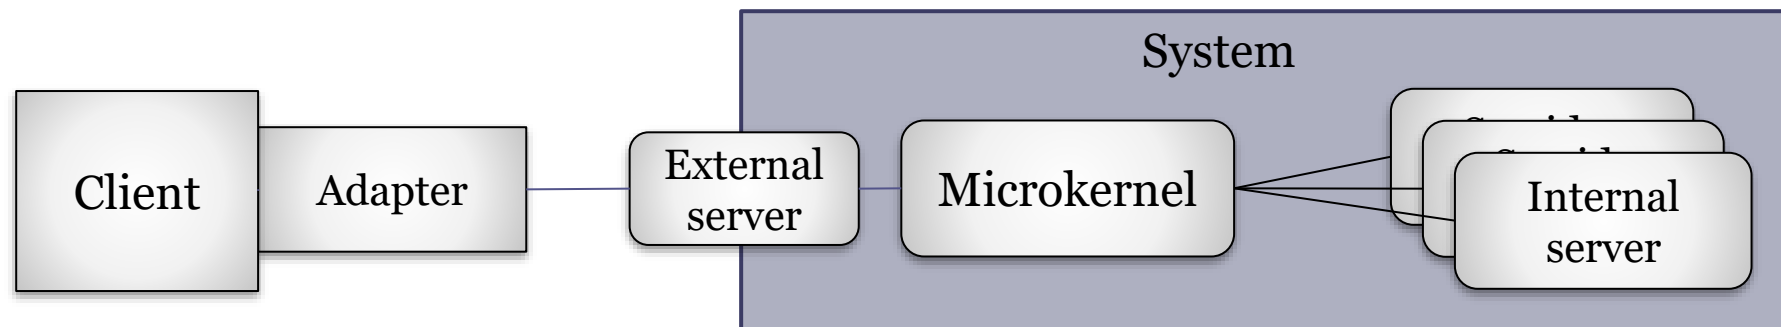 System
Client
Adapter
External
server
Microkernel
Internal
server